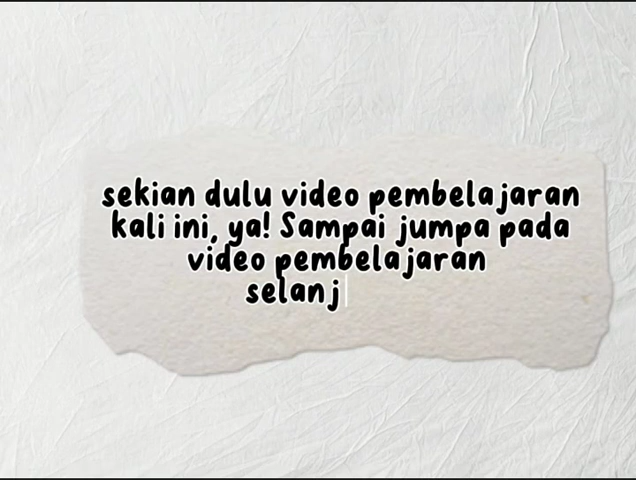 sekian dulu video pembelajaran
kali ini, ya! Sampai jumpa pada
video pembelajaran
selanj